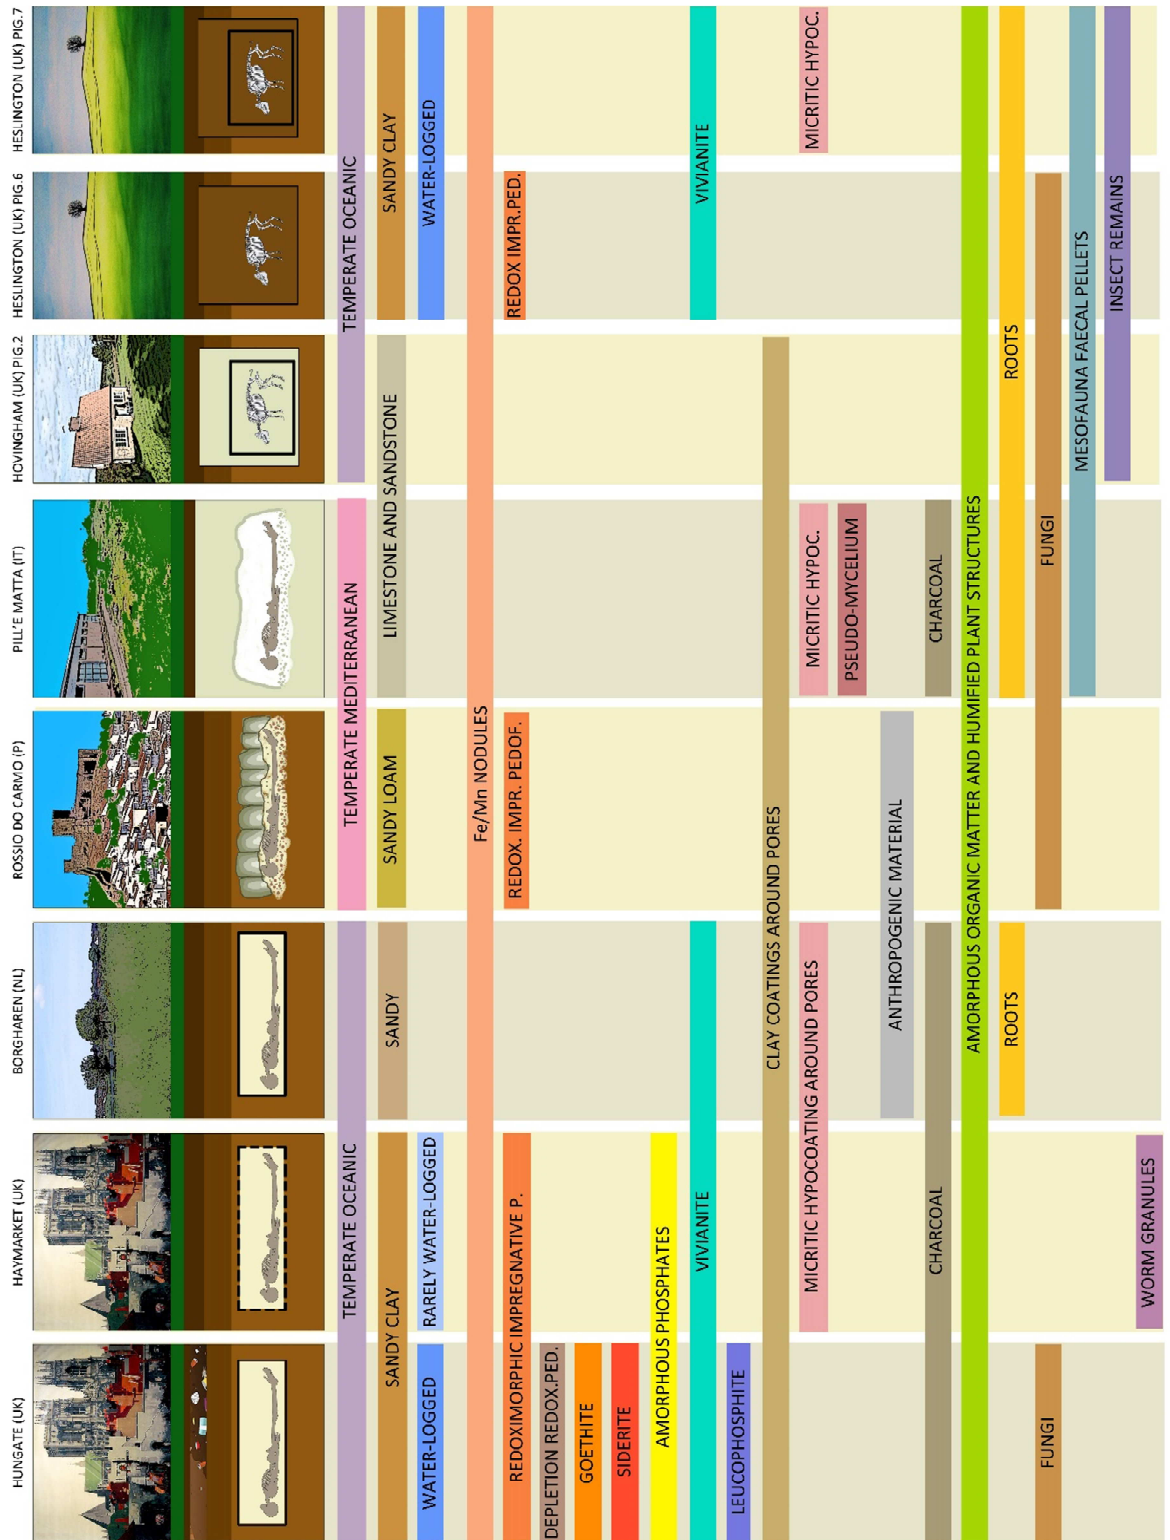 HUNGATE (UK)
HAYMARKET (UK)
BORGHAREN (NL)
ROSSIO DO CARMO (P)
PILL'E MATTA (IT)
HOVINGHAM (UK) PIG.2
HESLINGTON (UK) PIG.6
HESLINGTON (UK) PIG.7
TEMPERATE OCEANIC
TEMPERATE MEDITERRANEAN
TEMPERATE OCEANIC
SANDY CLAY
SANDY
SANDY LOAM
LIMESTONE AND SANDSTONE
SANDY CLAY
WATER-LOGGED
RARELY WATER-LOGGED
WATER-LOGGED
Fe/Mn NODULES
REDOXIMORPHIC IMPREGNATIVE P.
REDOX. IMPR. PEDOF.
REDOX IMPR.PED.
DEPLETION REDOX.PED.
GOETHITE
SIDERITE
AMORPHOUS PHOSPHATES
VIVIANITE
VIVIANITE
LEUCOPHOSPHITE
CLAY COATINGS AROUND PORES
MICRITIC HYPOCOATING AROUND PORES
MICRITIC HYPOC.
MICRITIC HYPOC.
PSEUDO-MYCELIUM
ANTHROPOGENIC MATERIAL
CHARCOAL
CHARCOAL
AMORPHOUS ORGANIC MATTER AND HUMIFIED PLANT STRUCTURES
ROOTS
ROOTS
FUNGI
FUNGI
MESOFAUNA FAECAL PELLETS
INSECT REMAINS
WORM GRANULES